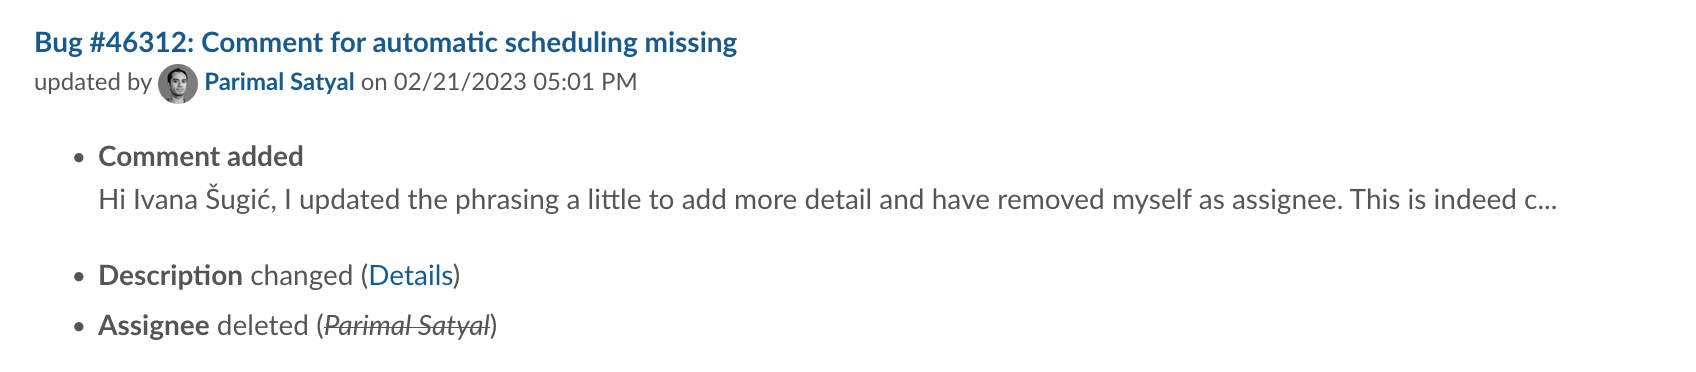 Bug #46312: Comment for automatic scheduling missing
updated by Parimal Satyal on 02/21/2023 05:01 PM
• Comment added
Hi Ivana Šugić, I updated the phrasing a little to add more detail and have removed myself as assignee. This is indeed c...
• Description changed (Details)
• Assignee deleted (Parimal Satyal)